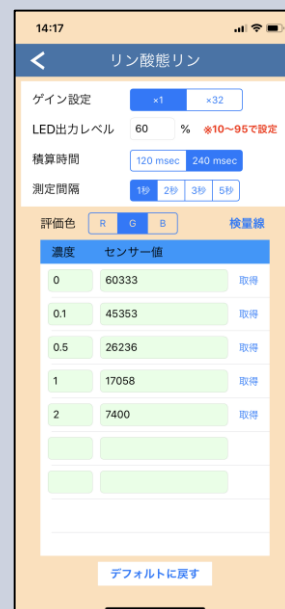 14:17
リン酸態リン
ゲイン設定 ×1 ×32
LED出力レベル 60 % ※10〜95で設定
積算時間 120 msec 240 msec
測定間隔 1秒 2秒 3秒 5秒
評価色 R G B 検量線
濃度 センサー値
0 60333 取得
0.1 45353 取得
0.5 26236 取得
1 17058 取得
2 7400 取得
デフォルトに戻す